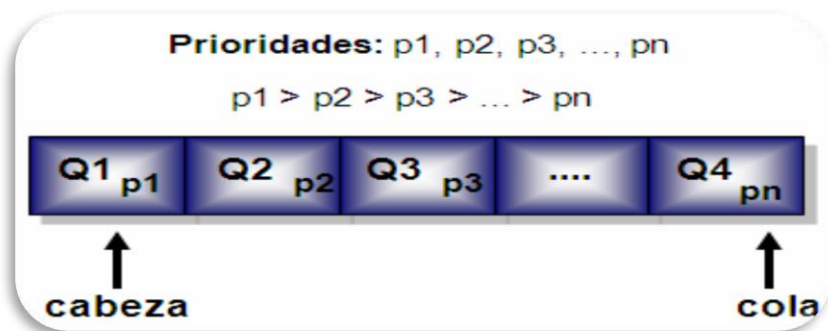 Prioridades: p1, p2, p3, ..., pn
p1 > p2 > p3 > ... > pn
Q1 p1 Q2 p2 Q3 p3 .... Q4 pn
cabeza cola